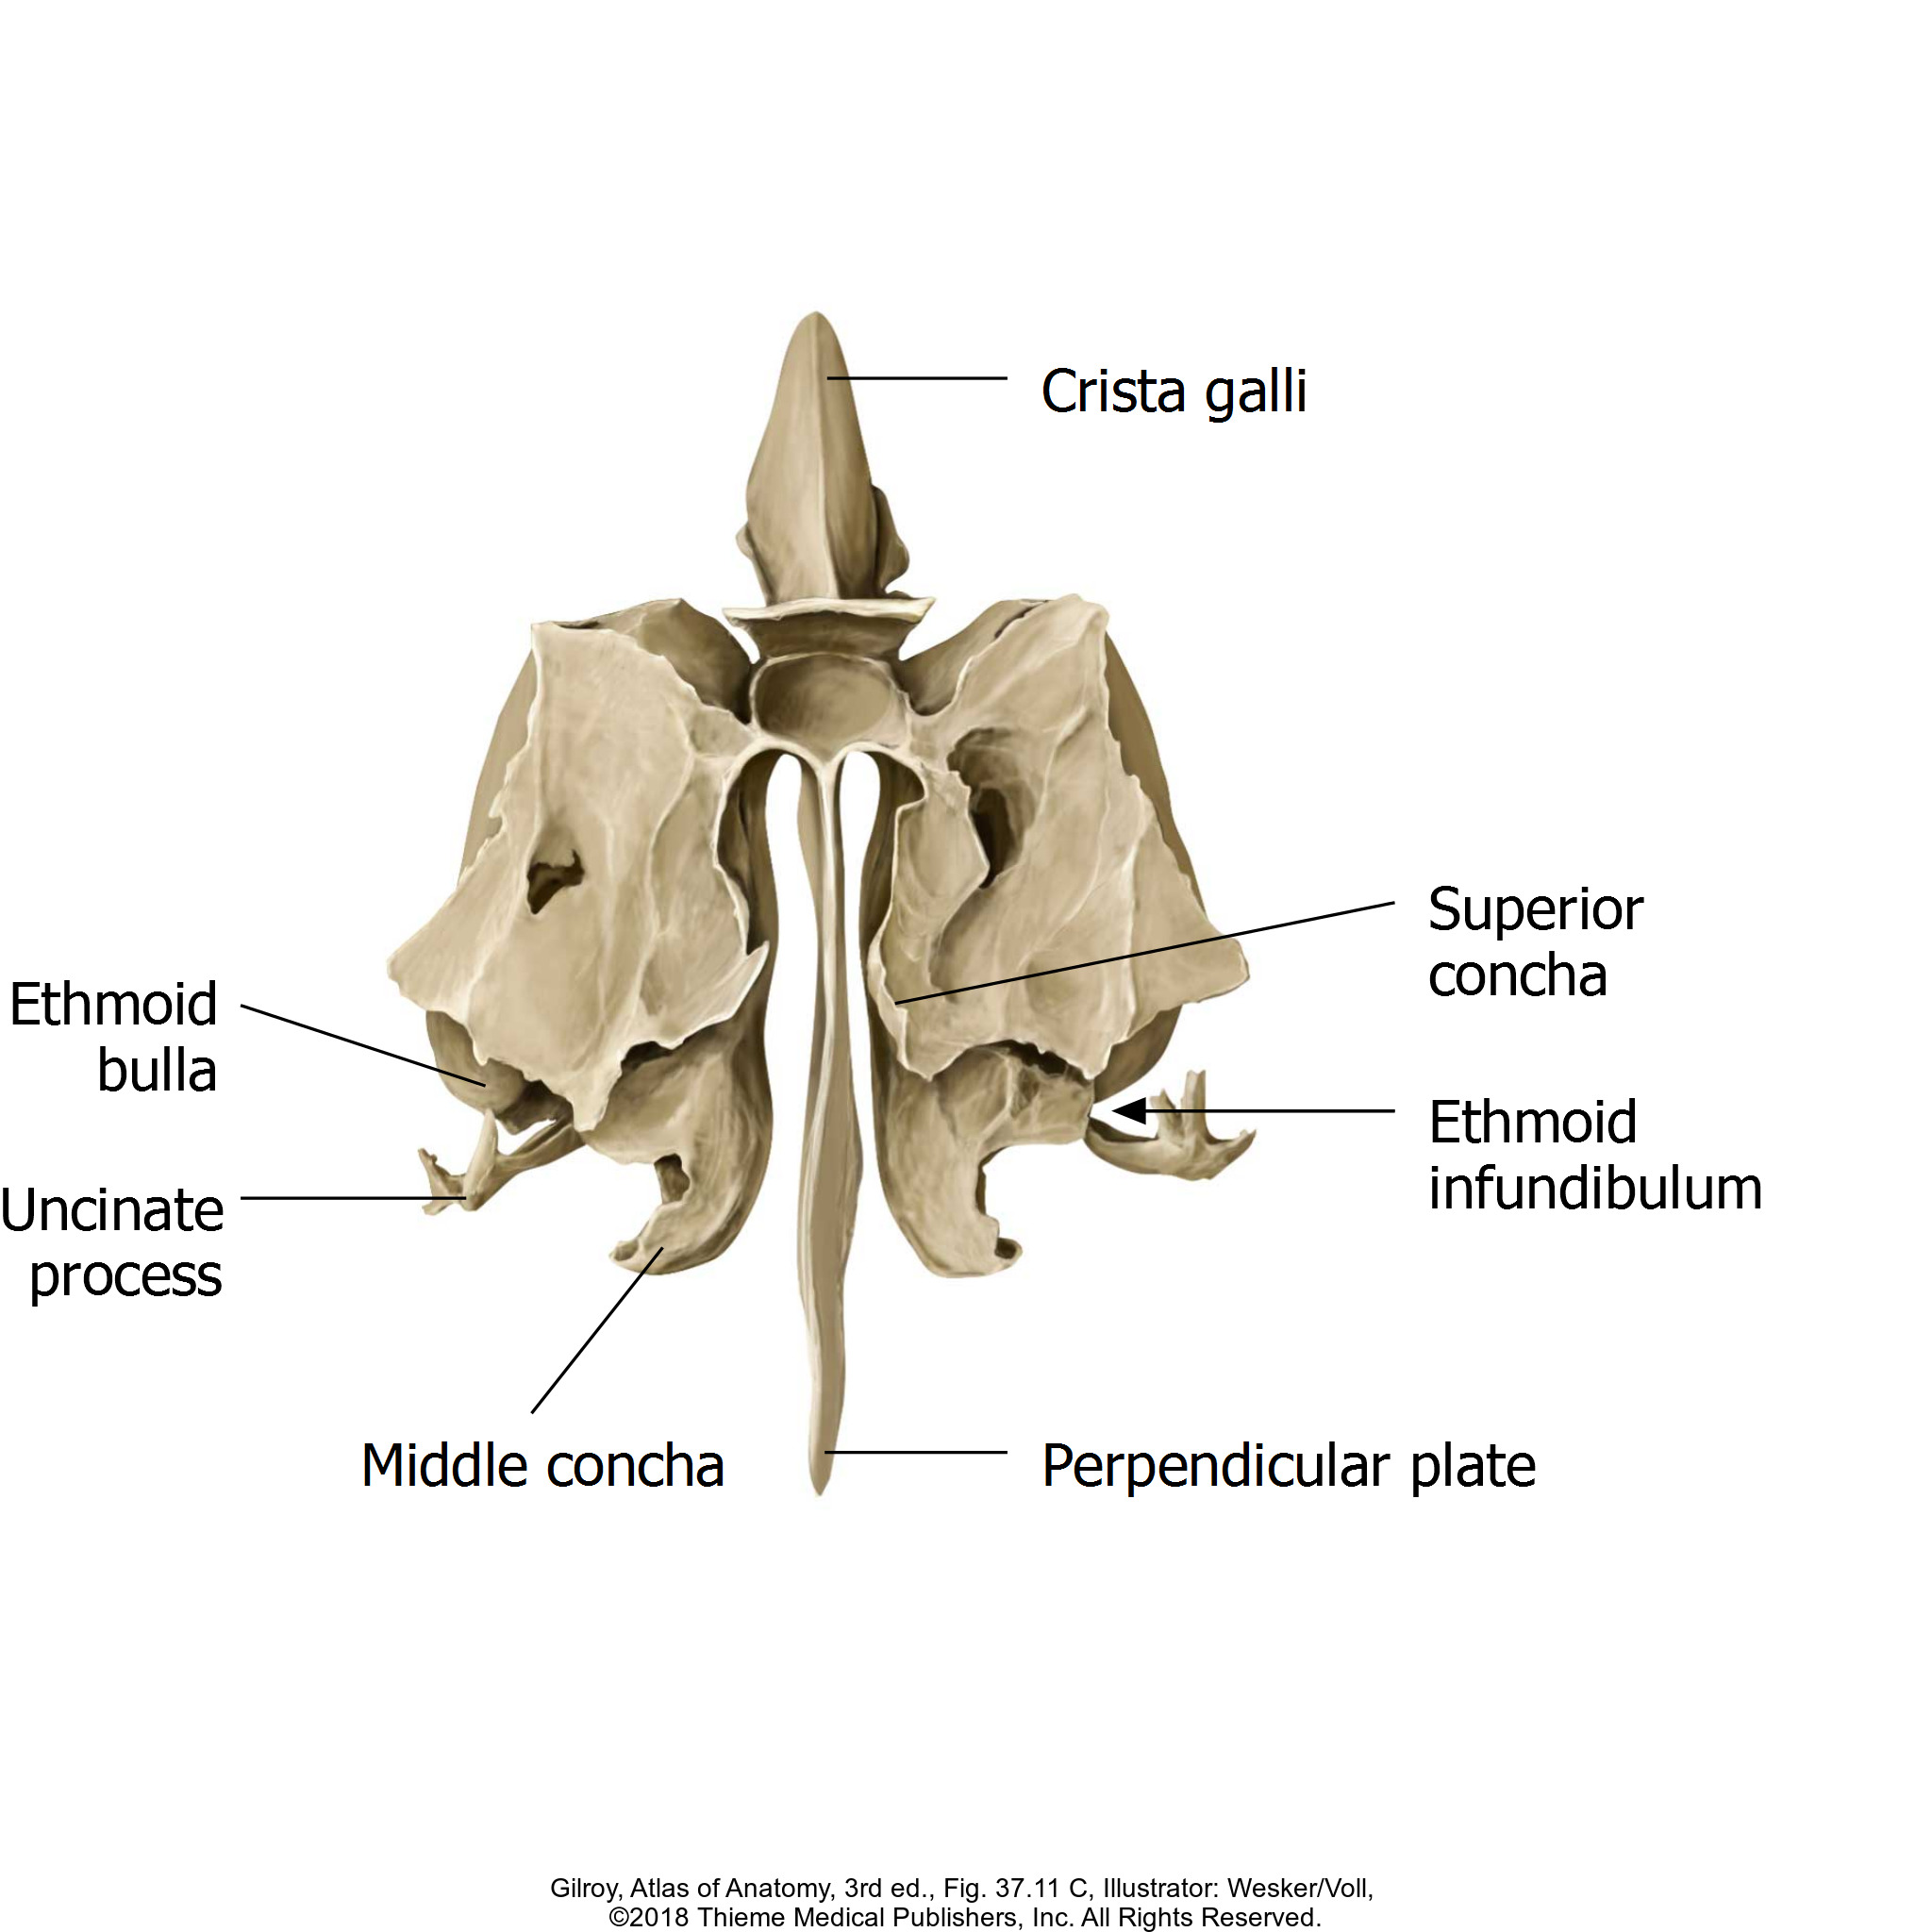 Crista galli
Superior
concha
Ethmoid
bulla
Ethmoid
infundibulum
Uncinate
process
Middle concha
Perpendicular plate
Gilroy, Atlas of Anatomy, 3rd ed., Fig. 37.11 C, Illustrator: Wesker/Voll,
©2018 Thieme Medical Publishers, Inc. All Rights Reserved.